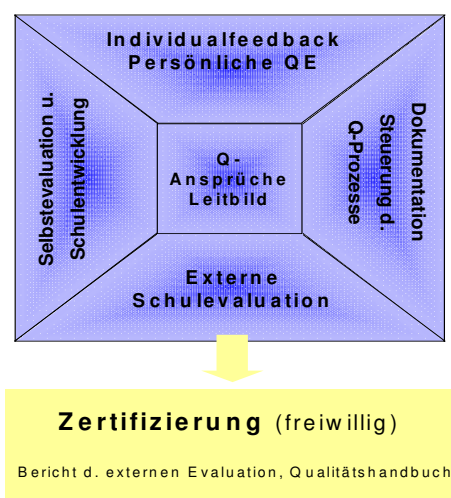 Individualfeedback
Persönliche QE
Selbstevaluation u.
Schulentwicklung
Q-
Ansprüche
Leitbild
Dokumentation
Steuerung d.
Q-Prozesse
Externe
Schulevaluation
Zertifizierung (freiwillig)
Bericht d. externen Evaluation, Qualitätshandbuch